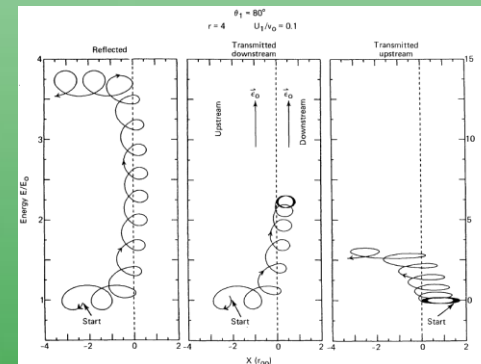 θ₁ = 80°
r = 4 U₁/v₀ = 0.1
Reflected
Transmitted
downstream
Transmitted
upstream
4
3
2
1
Energy E/E₀
Upstream
Downstream
Start
Start
Start
15
10
5
0
-4 -2 0 2 -4 -2 0 2 4 -4 -2 0 2 4